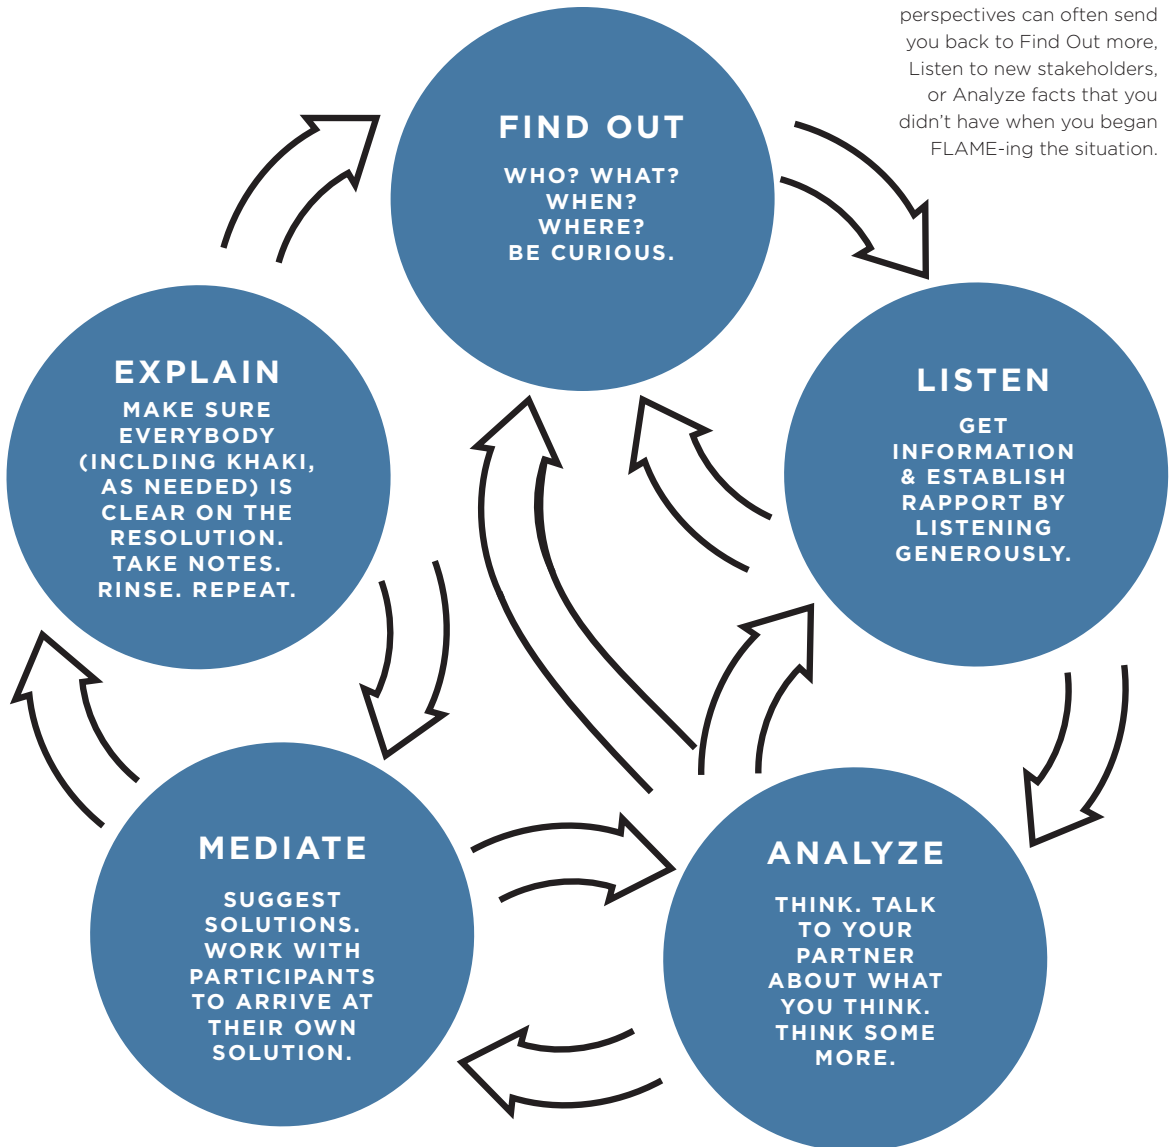 perspectives can often send
you back to Find Out more,
Listen to new stakeholders,
or Analyze facts that you
didn't have when you began
FLAME-ing the situation.
FIND OUT
WHO? WHAT?
WHEN?
WHERE?
BE CURIOUS.
LISTEN
GET
INFORMATION
& ESTABLISH
RAPPORT BY
LISTENING
GENEROUSLY.
ANALYZE
THINK. TALK
TO YOUR
PARTNER
ABOUT WHAT
YOU THINK.
THINK SOME
MORE.
MEDIATE
SUGGEST
SOLUTIONS.
WORK WITH
PARTICIPANTS
TO ARRIVE AT
THEIR OWN
SOLUTION.
EXPLAIN
MAKE SURE
EVERYBODY
(INCLDING KHAKI,
AS NEEDED) IS
CLEAR ON THE
RESOLUTION.
TAKE NOTES.
RINSE. REPEAT.